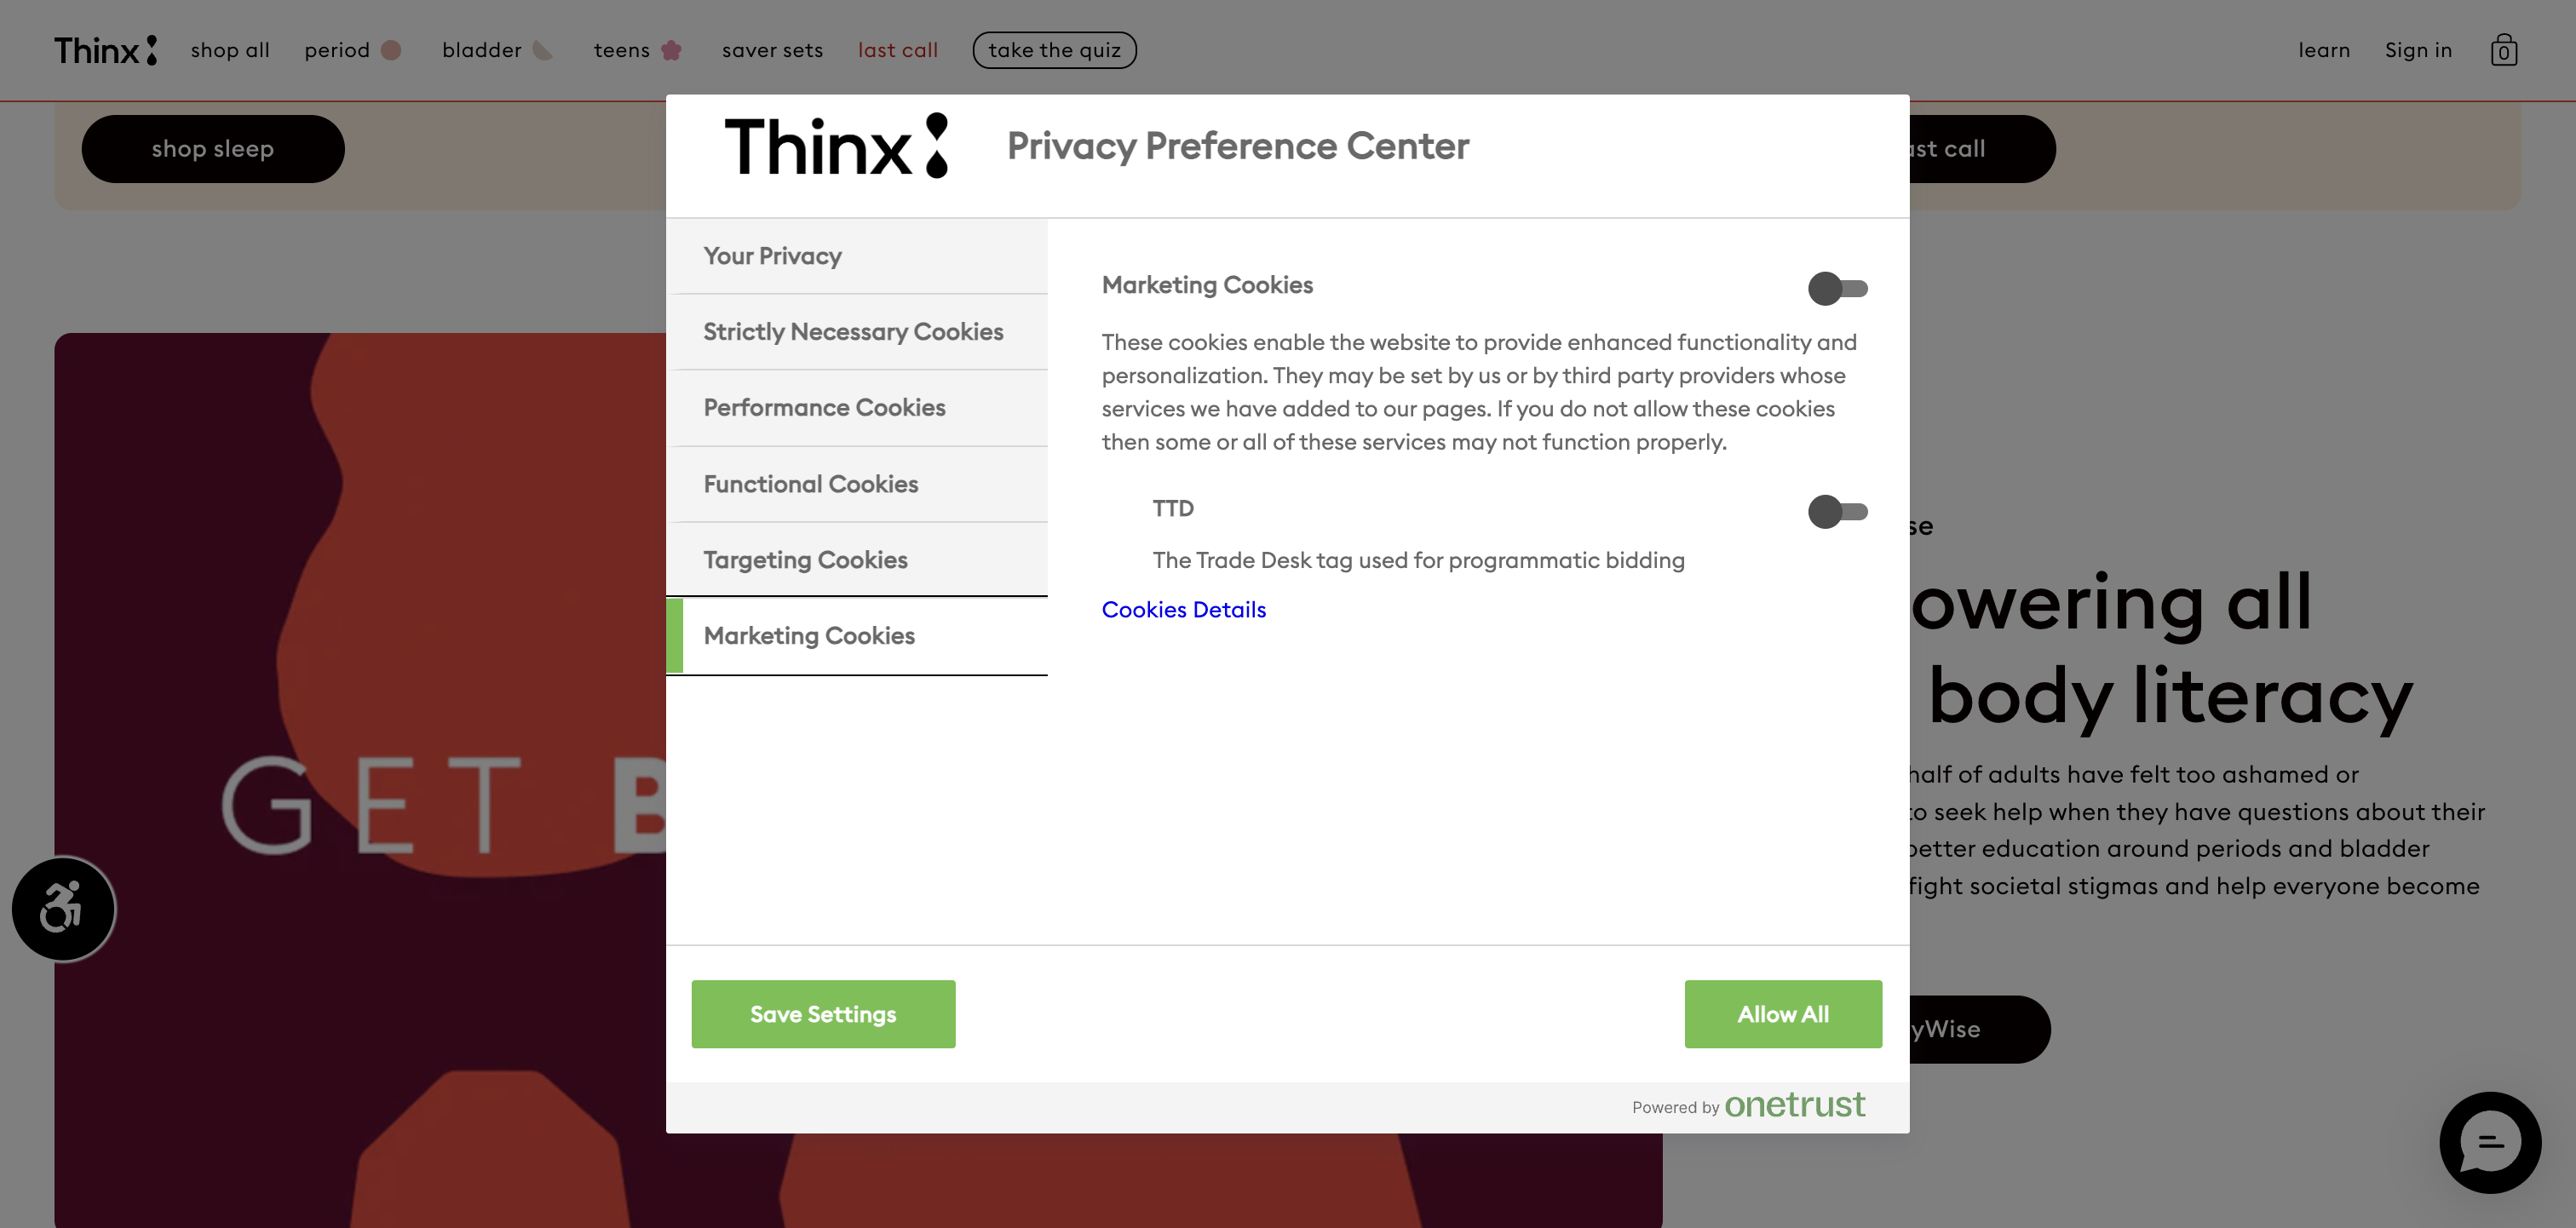 Thinx
shop all
period
bladder
teens
saver sets
last call
take the quiz
learn
Sign in
0
shop sleep
ast call
Thinx
Privacy Preference Center
Your Privacy
Strictly Necessary Cookies
Performance Cookies
Functional Cookies
Targeting Cookies
Marketing Cookies
Marketing Cookies
These cookies enable the website to provide enhanced functionality and
personalization. They may be set by us or by third party providers whose
services we have added to our pages. If you do not allow these cookies
then some or all of these services may not function properly.
TTD
The Trade Desk tag used for programmatic bidding
Cookies Details
Save Settings
Allow All
Powered by onetrust
GET B
se
owering all
body literacy
half of adults have felt too ashamed or
to seek help when they have questions about their
better education around periods and bladder
fight societal stigmas and help everyone become
yWise